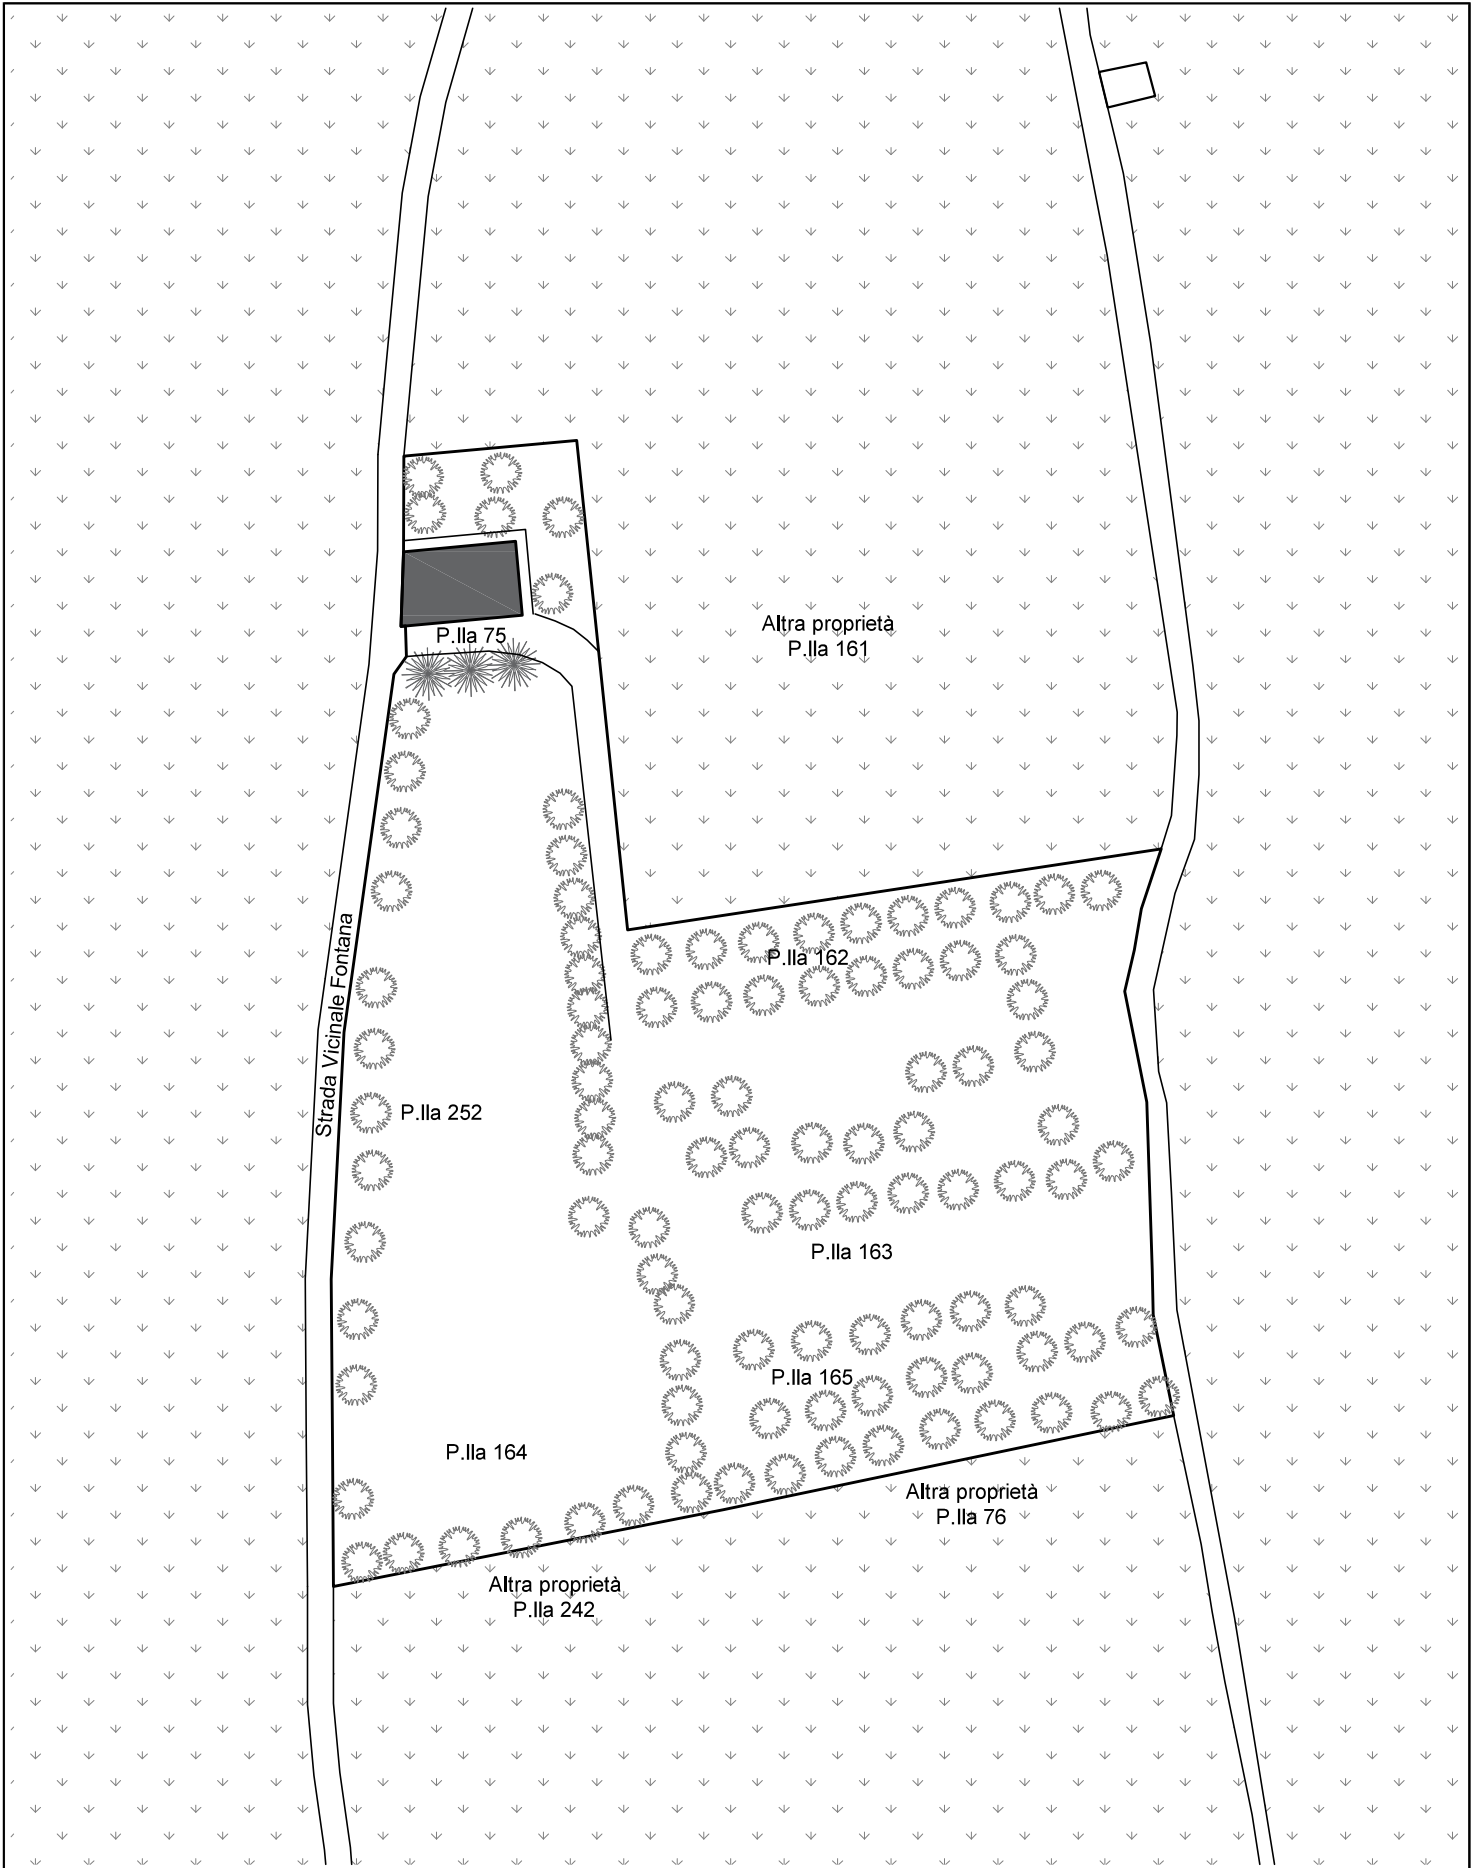 Altra proprietà
P.lla 161
P.lla 75
P.lla 162
Strada Vicinale Fontana
P.lla 252
P.lla 163
P.lla 165
P.lla 164
Altra proprietà
P.lla 76
Altra proprietà
P.lla 242